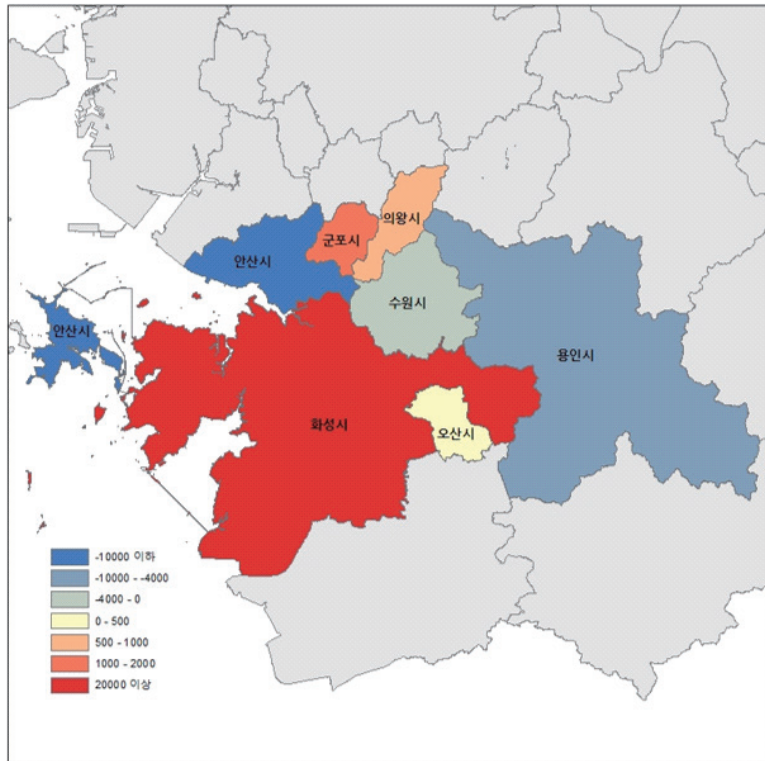 의왕시
군포시
안산시
수원시
안산시
용인시
화성시
오산시
-10000 이하
-10000 - -4000
-4000 - 0
0 - 500
500 - 1000
1000 - 2000
20000 이상